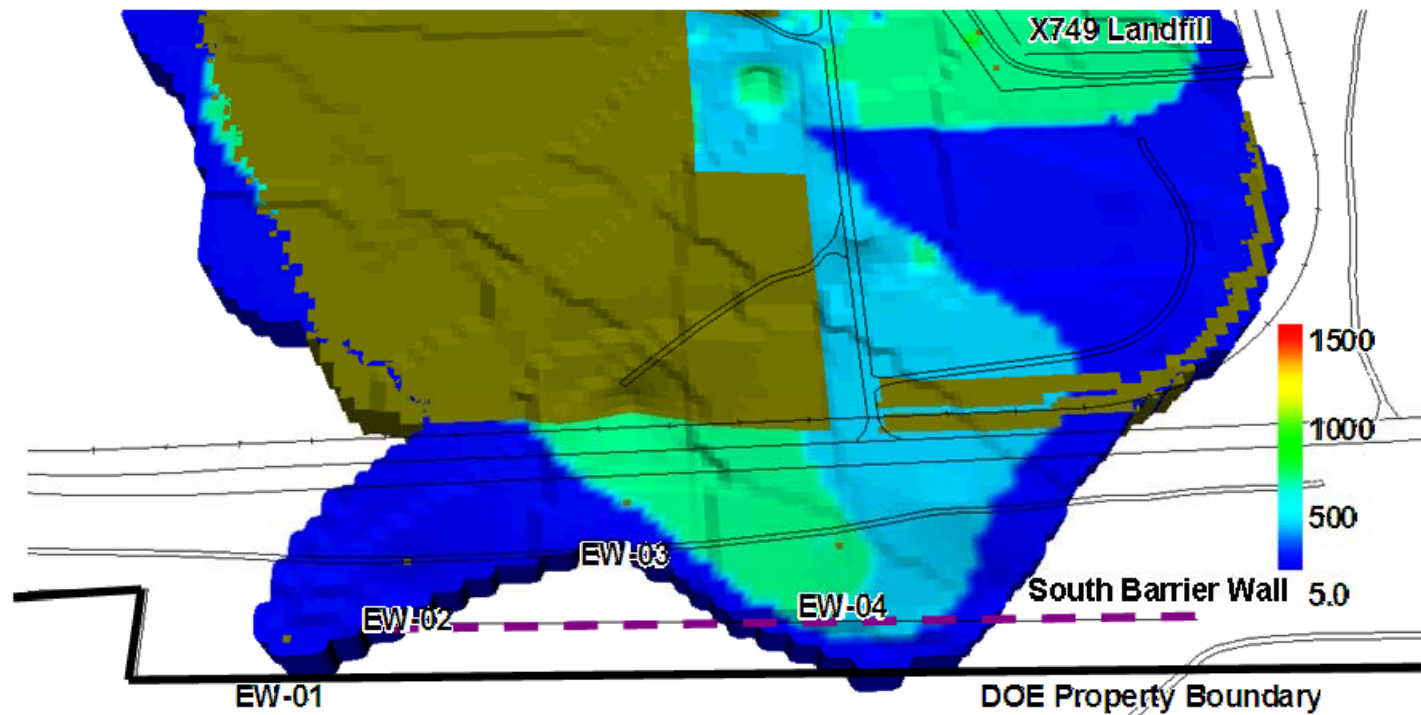 X749 Landfill
1500
1000
500
5.0
EW-03
South Barrier Wall
EW-04
EW-02
EW-01
DOE Property Boundary